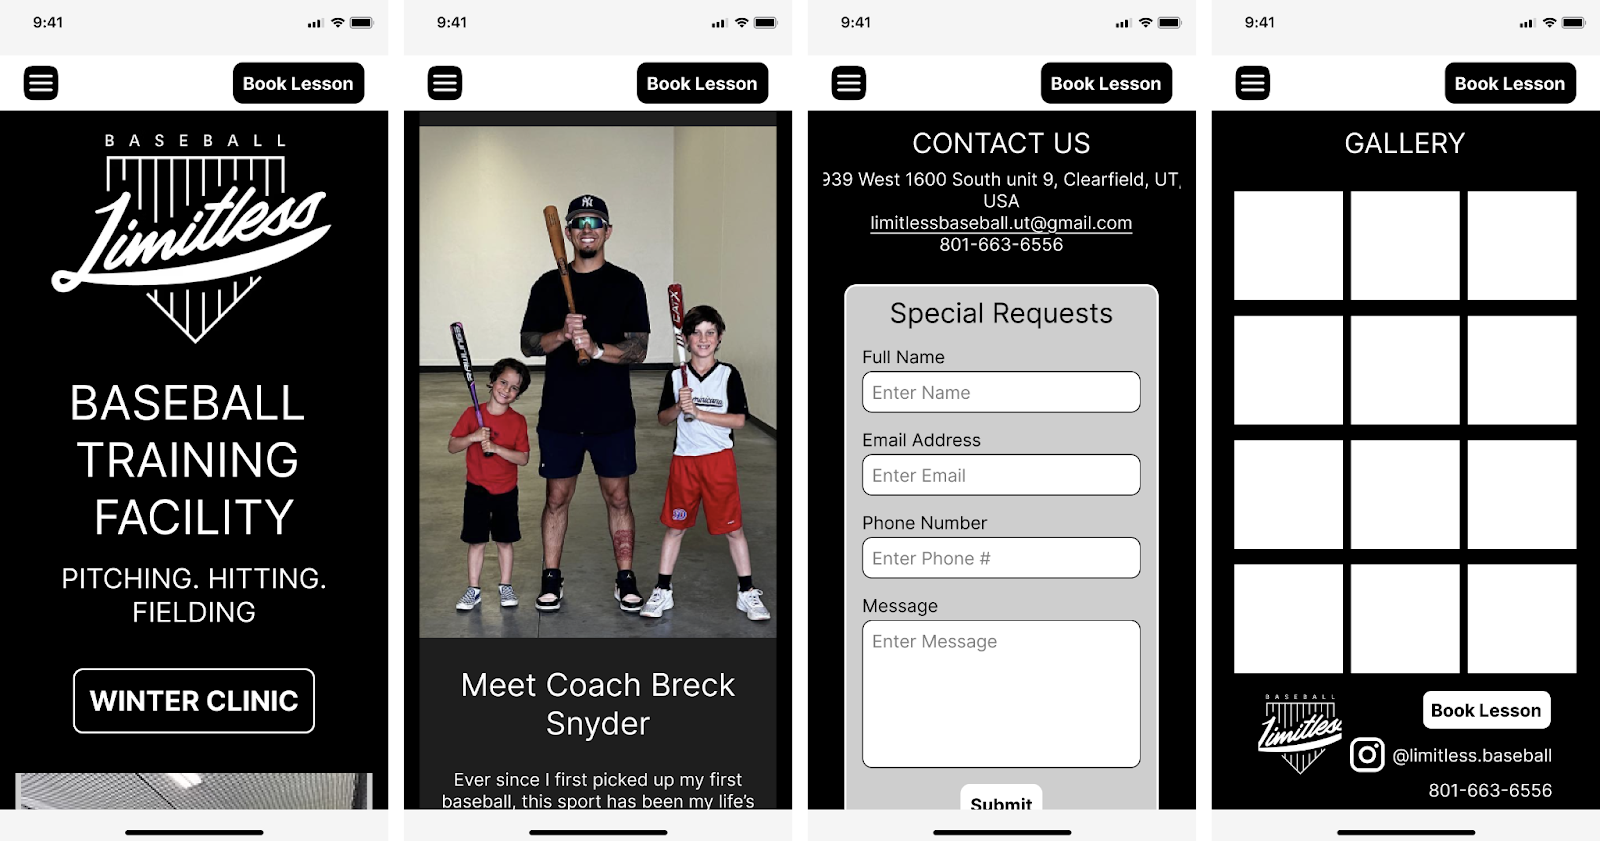 9:41
Book Lesson
BASEBALL
Limitless
BASEBALL
TRAINING
FACILITY
PITCHING. HITTING.
FIELDING
WINTER CLINIC
9:41
Book Lesson
RAWLINGS
CATX
Meet Coach Breck
Snyder
Ever since I first picked up my first
baseball, this sport has been my life’s
9:41
Book Lesson
CONTACT US
939 West 1600 South unit 9, Clearfield, UT,
USA
limitlessbaseball.ut@gmail.com
801-663-6556
Special Requests
Full Name
Enter Name
Email Address
Enter Email
Phone Number
Enter Phone #
Message
Enter Message
Submit
9:41
Book Lesson
GALLERY
BASEBALL
Limitless
Book Lesson
@limitless.baseball
801-663-6556